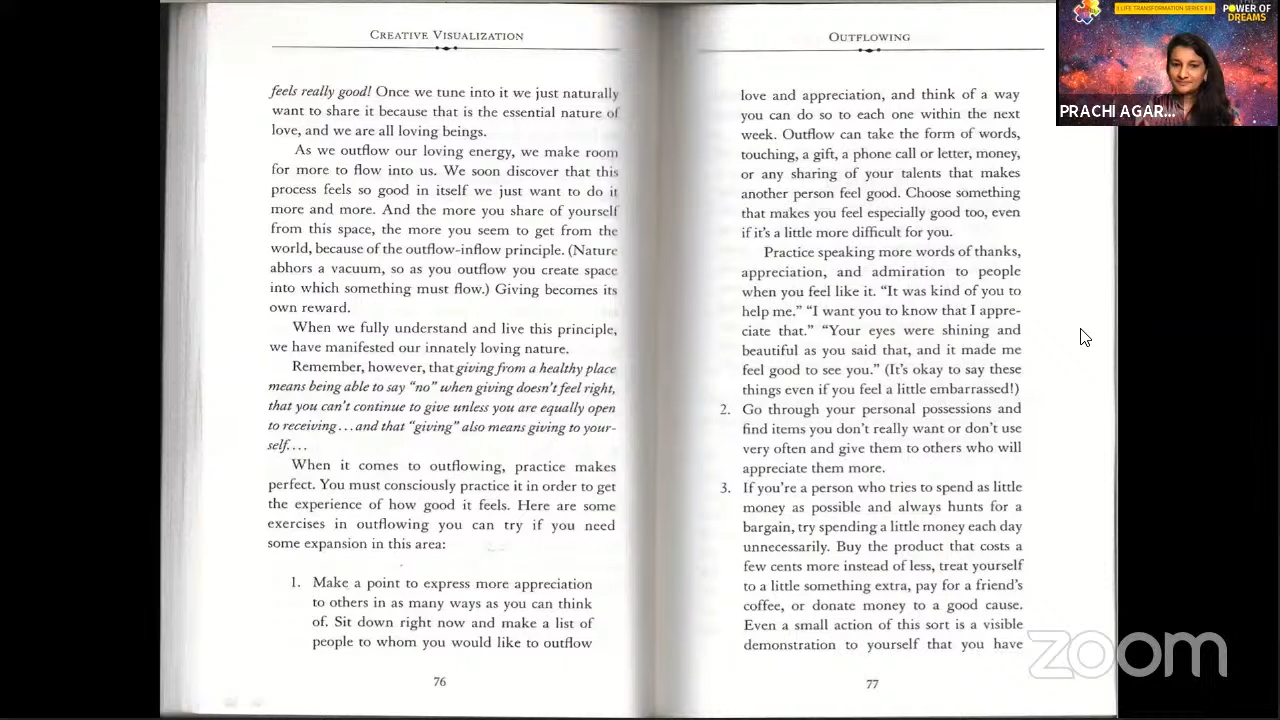 CREATIVE VISUALIZATION
feels really good! Once we tune into it we just naturally
want to share it because that is the essential nature of
love, and we are all loving beings.
As we outflow our loving energy, we make room
for more to flow into us. We soon discover that this
process feels so good in itself we just want to do it
more and more. And the more you share of yourself
from this space, the more you seem to get from the
world, because of the outflow-inflow principle. (Nature
abhors a vacuum, so as you outflow you create space
into which something must flow.) Giving becomes its
own reward.
When we fully understand and live this principle,
we have manifested our innately loving nature.
Remember, however, that giving from a healthy place
means being able to say “no” when giving doesn’t feel right,
that you can’t continue to give unless you are equally open
to receiving...and that “giving” also means giving to your-
self....
When it comes to outflowing, practice makes
perfect. You must consciously practice it in order to get
the experience of how good it feels. Here are some
exercises in outflowing you can try if you need
some expansion in this area:
1. Make a point to express more appreciation
to others in as many ways as you can think
of. Sit down right now and make a list of
people to whom you would like to outflow
76
OUTFLOWING
love and appreciation, and think of a way
you can do so to each one within the next
week. Outflow can take the form of words,
touching, a gift, a phone call or letter, money,
or any sharing of your talents that makes
another person feel good. Choose something
that makes you feel especially good too, even
if it’s a little more difficult for you.
Practice speaking more words of thanks,
appreciation, and admiration to people
when you feel like it. “It was kind of you to
help me.” “I want you to know that I appre-
ciate that.” “Your eyes were shining and
beautiful as you said that, and it made me
feel good to see you.” (It’s okay to say these
things even if you feel a little embarrassed!)
2. Go through your personal possessions and
find items you don’t really want or don’t use
very often and give them to others who will
appreciate them more.
3. If you’re a person who tries to spend as little
money as possible and always hunts for a
bargain, try spending a little money each day
unnecessarily. Buy the product that costs a
few cents more instead of less, treat yourself
to a little something extra, pay for a friend’s
coffee, or donate money to a good cause.
Even a small action of this sort is a visible
demonstration to yourself that you have
77
|| LIFE TRANSFORMATION SERIES 8 ||
POWER OF
DREAMS
PRACHI AGAR...
zoom